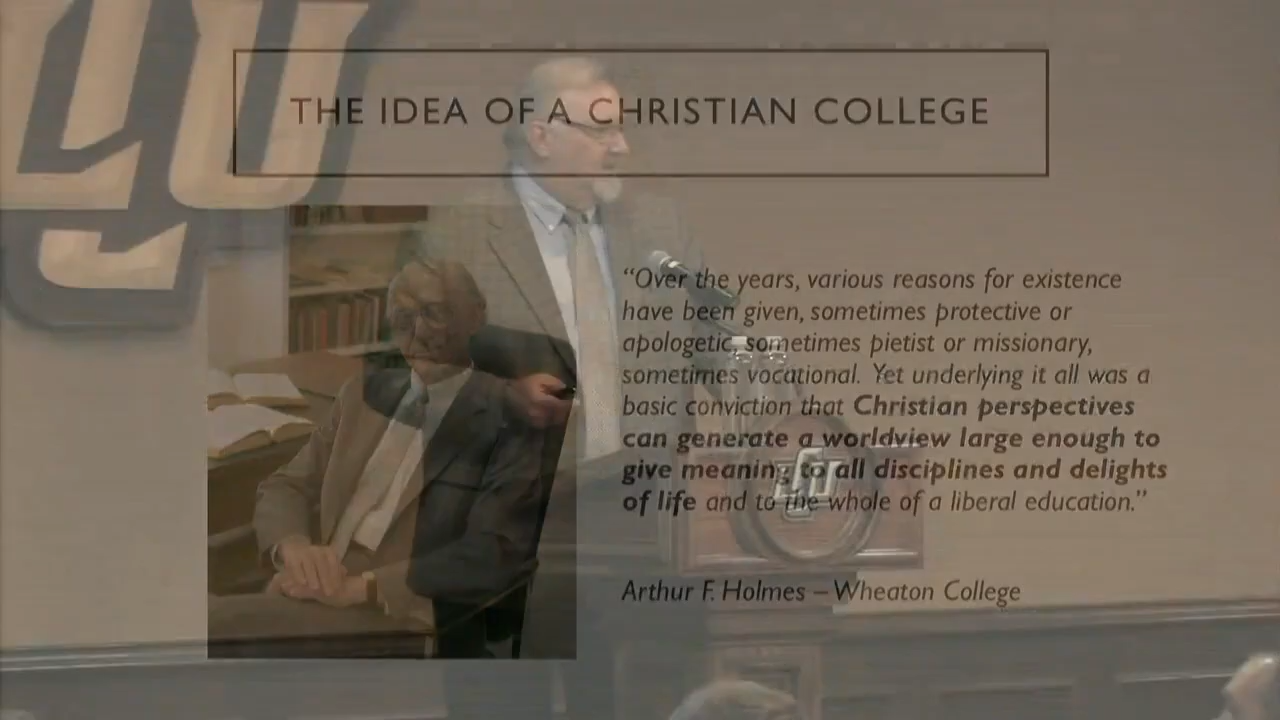 THE IDEA OF A CHRISTIAN COLLEGE
“Over the years, various reasons for existence
have been given, sometimes protective or
apologetic, sometimes pietist or missionary,
sometimes vocational. Yet underlying it all was a
basic conviction that Christian perspectives
can generate a worldview large enough to
give meaning to all disciplines and delights
of life and to the whole of a liberal education.”
Arthur F. Holmes – Wheaton College
LCU
LCU